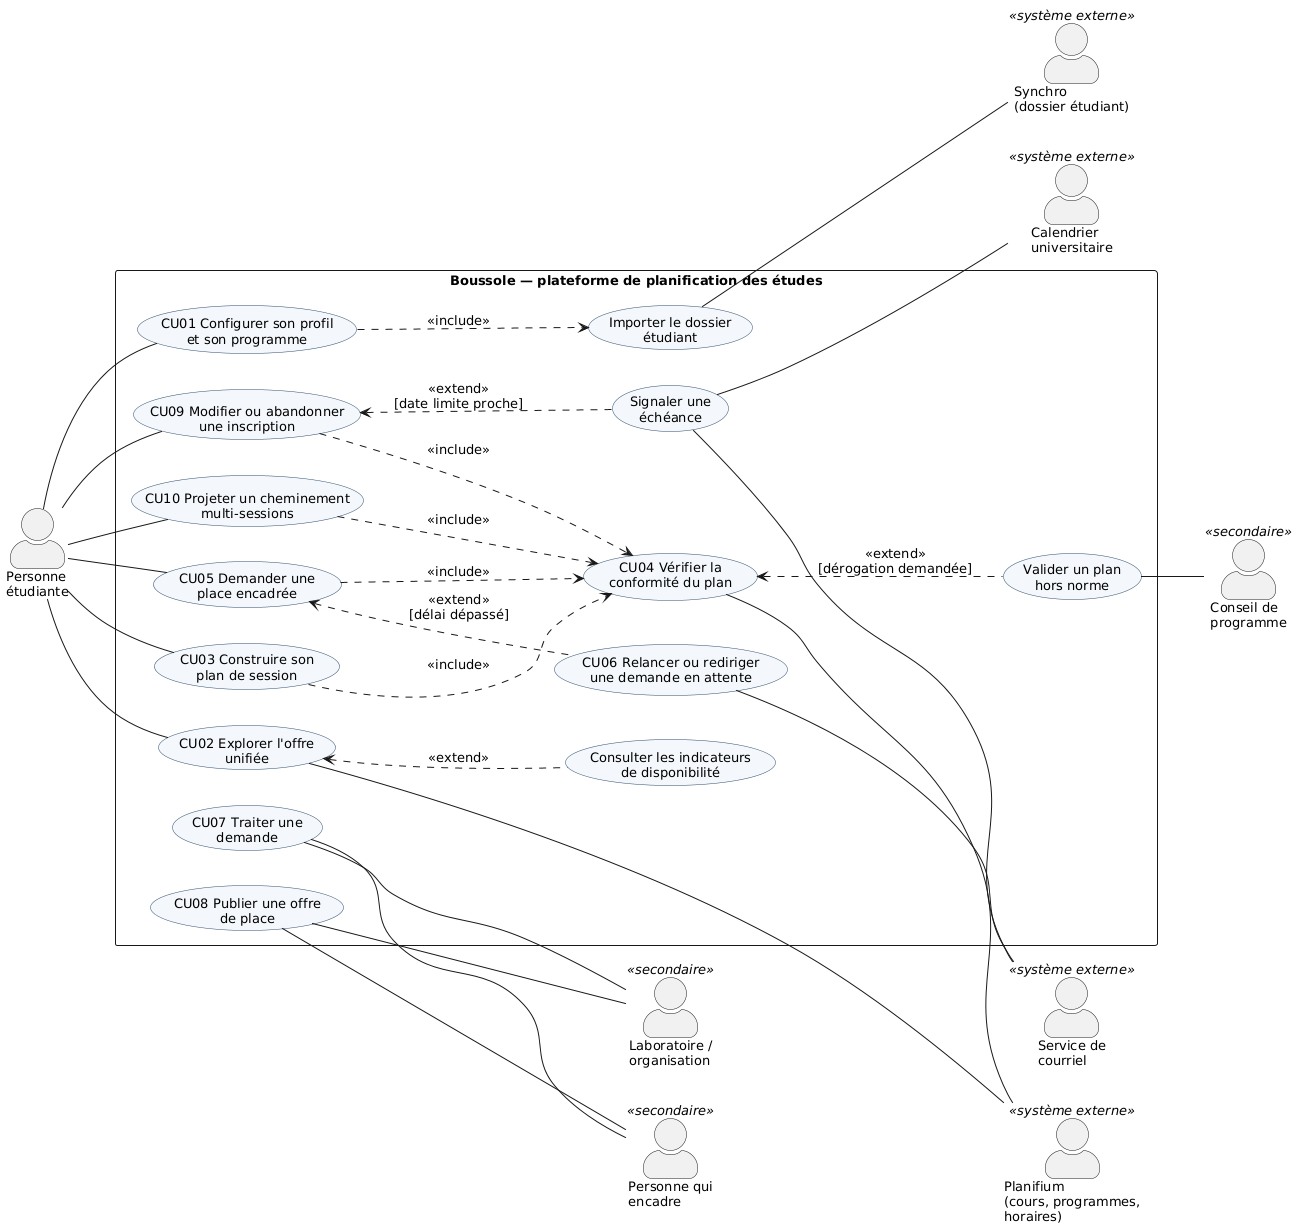 «système externe»
Synchro
(dossier étudiant)
«système externe»
Calendrier
universitaire
Boussole — plateforme de planification des études
CU01 Configurer son profil
et son programme
«include»
Importer le dossier
étudiant
CU09 Modifier ou abandonner
une inscription
«extend»
[date limite proche]
Signaler une
échéance
«include»
CU10 Projeter un cheminement
multi-sessions
«include»
Personne
étudiante
CU05 Demander une
place encadrée
«include»
CU04 Vérifier la
conformité du plan
«extend»
[dérogation demandée]
Valider un plan
hors norme
«secondaire»
Conseil de
programme
«extend»
[délai dépassé]
CU03 Construire son
plan de session
«include»
CU06 Relancer ou rediriger
une demande en attente
CU02 Explorer l'offre
unifiée
«extend»
Consulter les indicateurs
de disponibilité
CU07 Traiter une
demande
CU08 Publier une offre
de place
«secondaire»
Laboratoire /
organisation
«système externe»
Service de
courriel
«secondaire»
Personne qui
encadre
«système externe»
Planifium
(cours, programmes,
horaires)